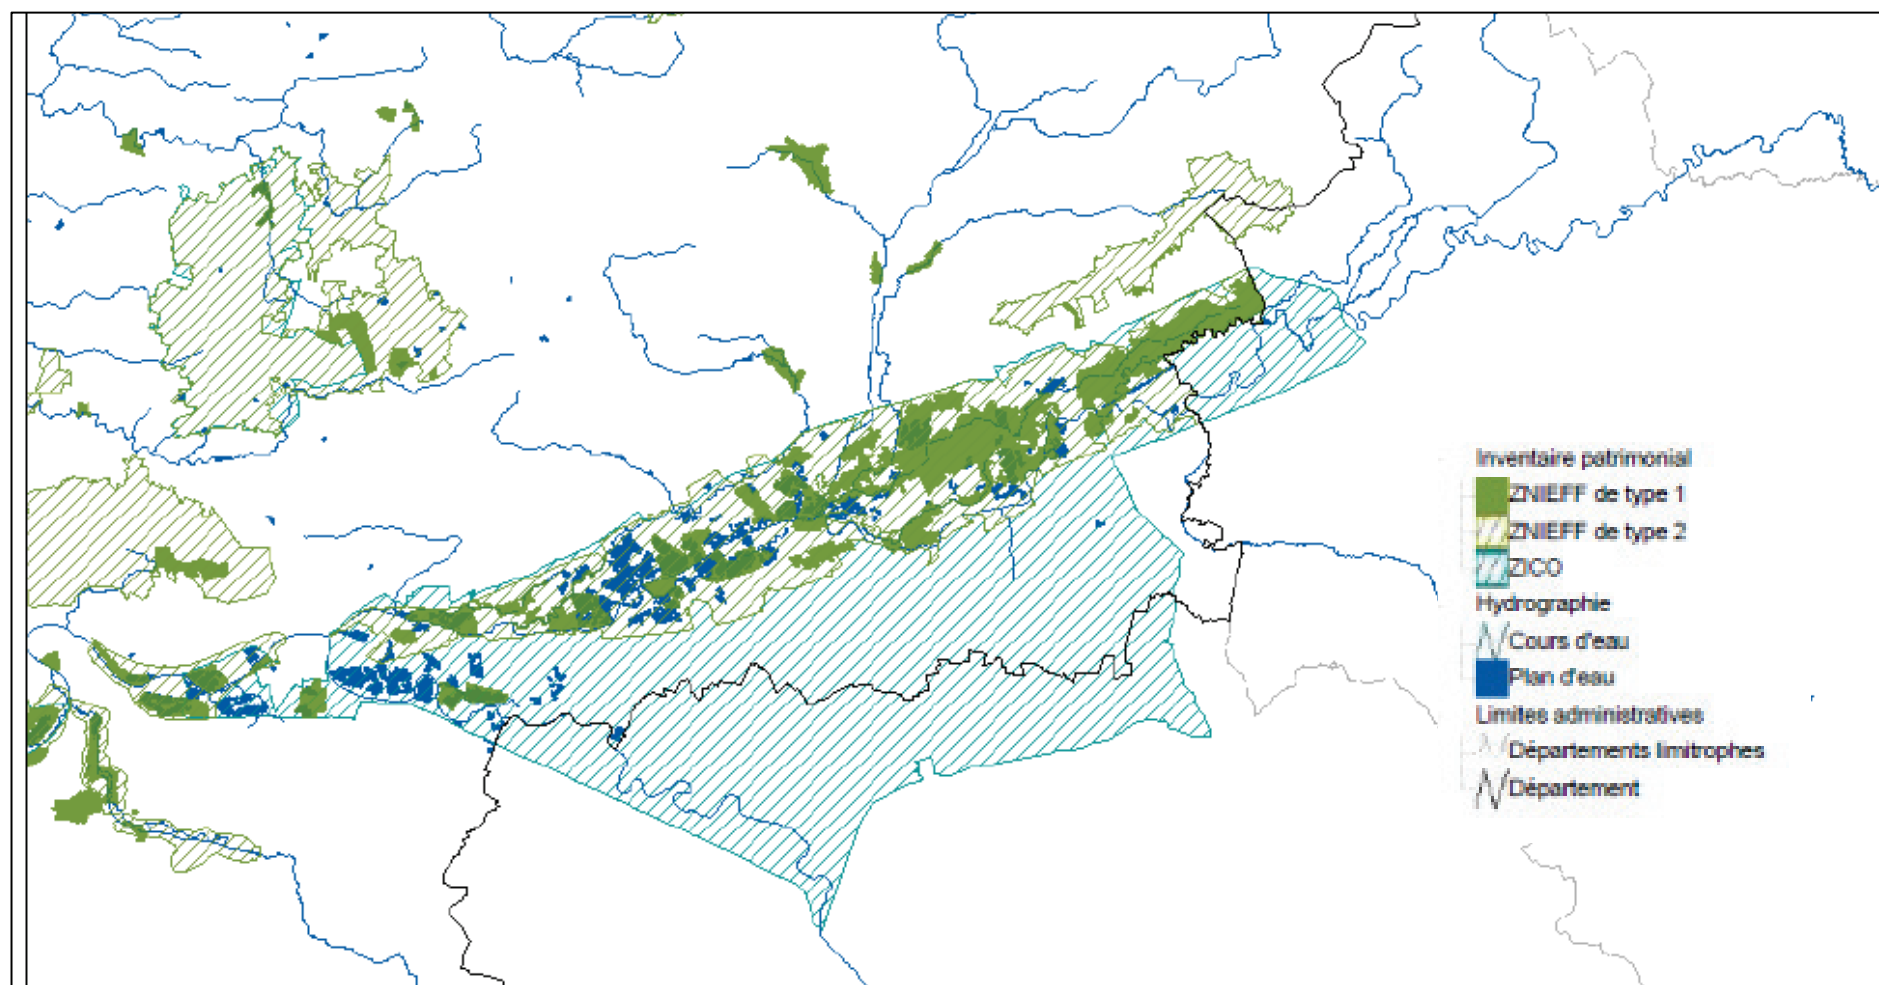 Inventaire patrimonial
ZNIEFF de type 1
ZNIEFF de type 2
ZICO
Hydrographie
Cours d'eau
Plan d'eau
Limites administratives
Départements limitrophes
Département